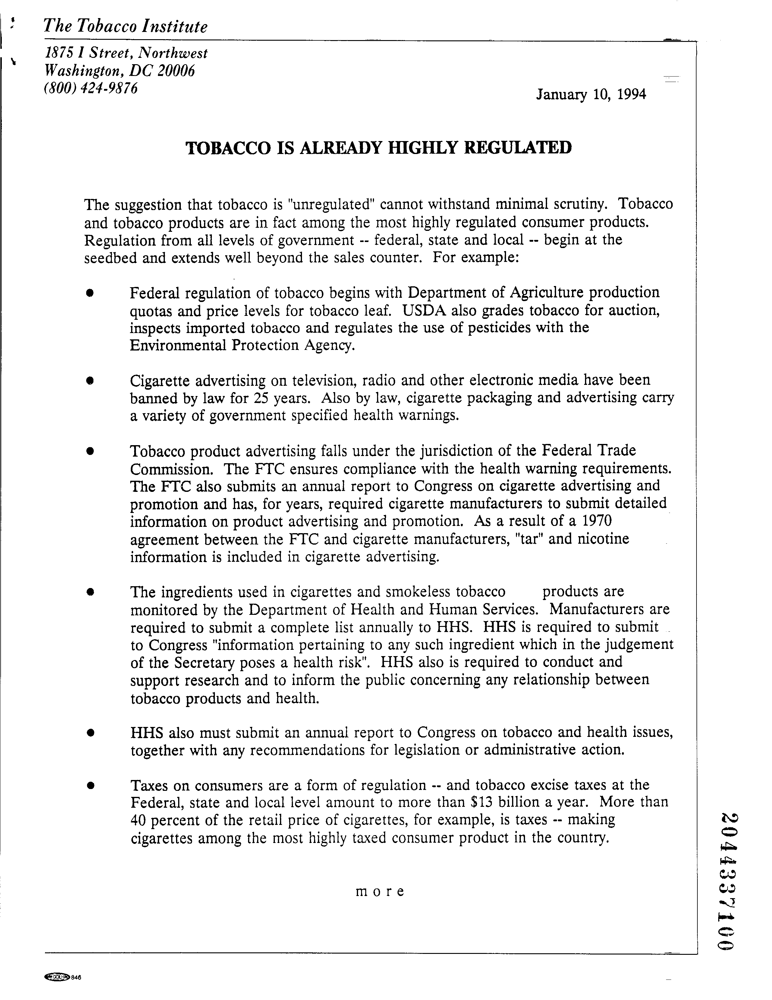 The Tobacco Institute
1875 I Street, Northwest
Washington, DC 20006
(800) 424-9876
January 10, 1994
TOBACCO IS ALREADY HIGHLY REGULATED
The suggestion that tobacco is "unregulated" cannot withstand minimal scrutiny. Tobacco
and tobacco products are in fact among the most highly regulated consumer products.
Regulation from all levels of government -- federal, state and local -- begin at the
seedbed and extends well beyond the sales counter. For example:
● Federal regulation of tobacco begins with Department of Agriculture production
quotas and price levels for tobacco leaf. USDA also grades tobacco for auction,
inspects imported tobacco and regulates the use of pesticides with the
Environmental Protection Agency.
● Cigarette advertising on television, radio and other electronic media have been
banned by law for 25 years. Also by law, cigarette packaging and advertising carry
a variety of government specified health warnings.
● Tobacco product advertising falls under the jurisdiction of the Federal Trade
Commission. The FTC ensures compliance with the health warning requirements.
The FTC also submits an annual report to Congress on cigarette advertising and
promotion and has, for years, required cigarette manufacturers to submit detailed
information on product advertising and promotion. As a result of a 1970
agreement between the FTC and cigarette manufacturers, "tar" and nicotine
information is included in cigarette advertising.
● The ingredients used in cigarettes and smokeless tobacco products are
monitored by the Department of Health and Human Services. Manufacturers are
required to submit a complete list annually to HHS. HHS is required to submit
to Congress "information pertaining to any such ingredient which in the judgement
of the Secretary poses a health risk". HHS also is required to conduct and
support research and to inform the public concerning any relationship between
tobacco products and health.
● HHS also must submit an annual report to Congress on tobacco and health issues,
together with any recommendations for legislation or administrative action.
● Taxes on consumers are a form of regulation -- and tobacco excise taxes at the
Federal, state and local level amount to more than $13 billion a year. More than
40 percent of the retail price of cigarettes, for example, is taxes -- making
cigarettes among the most highly taxed consumer product in the country.
more
2044337100
846